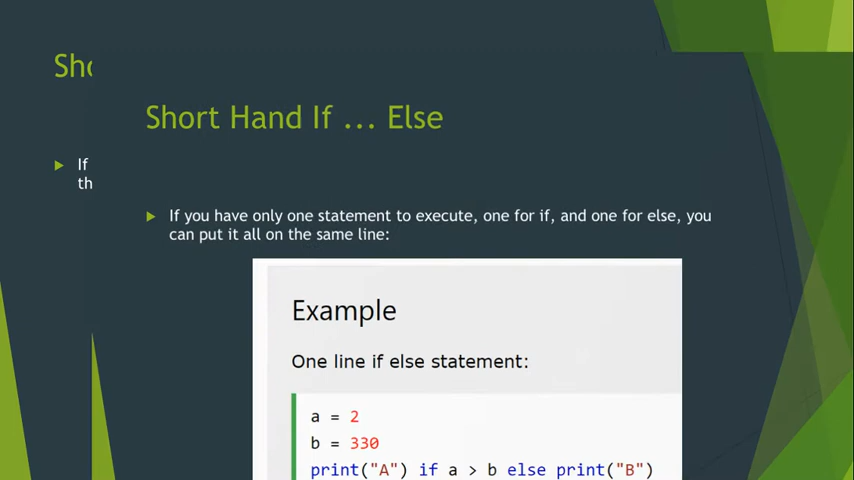 Sho
If
th
Short Hand If ... Else
If you have only one statement to execute, one for if, and one for else, you
can put it all on the same line:
Example
One line if else statement:
a = 2
b = 330
print("A") if a > b else print("B")